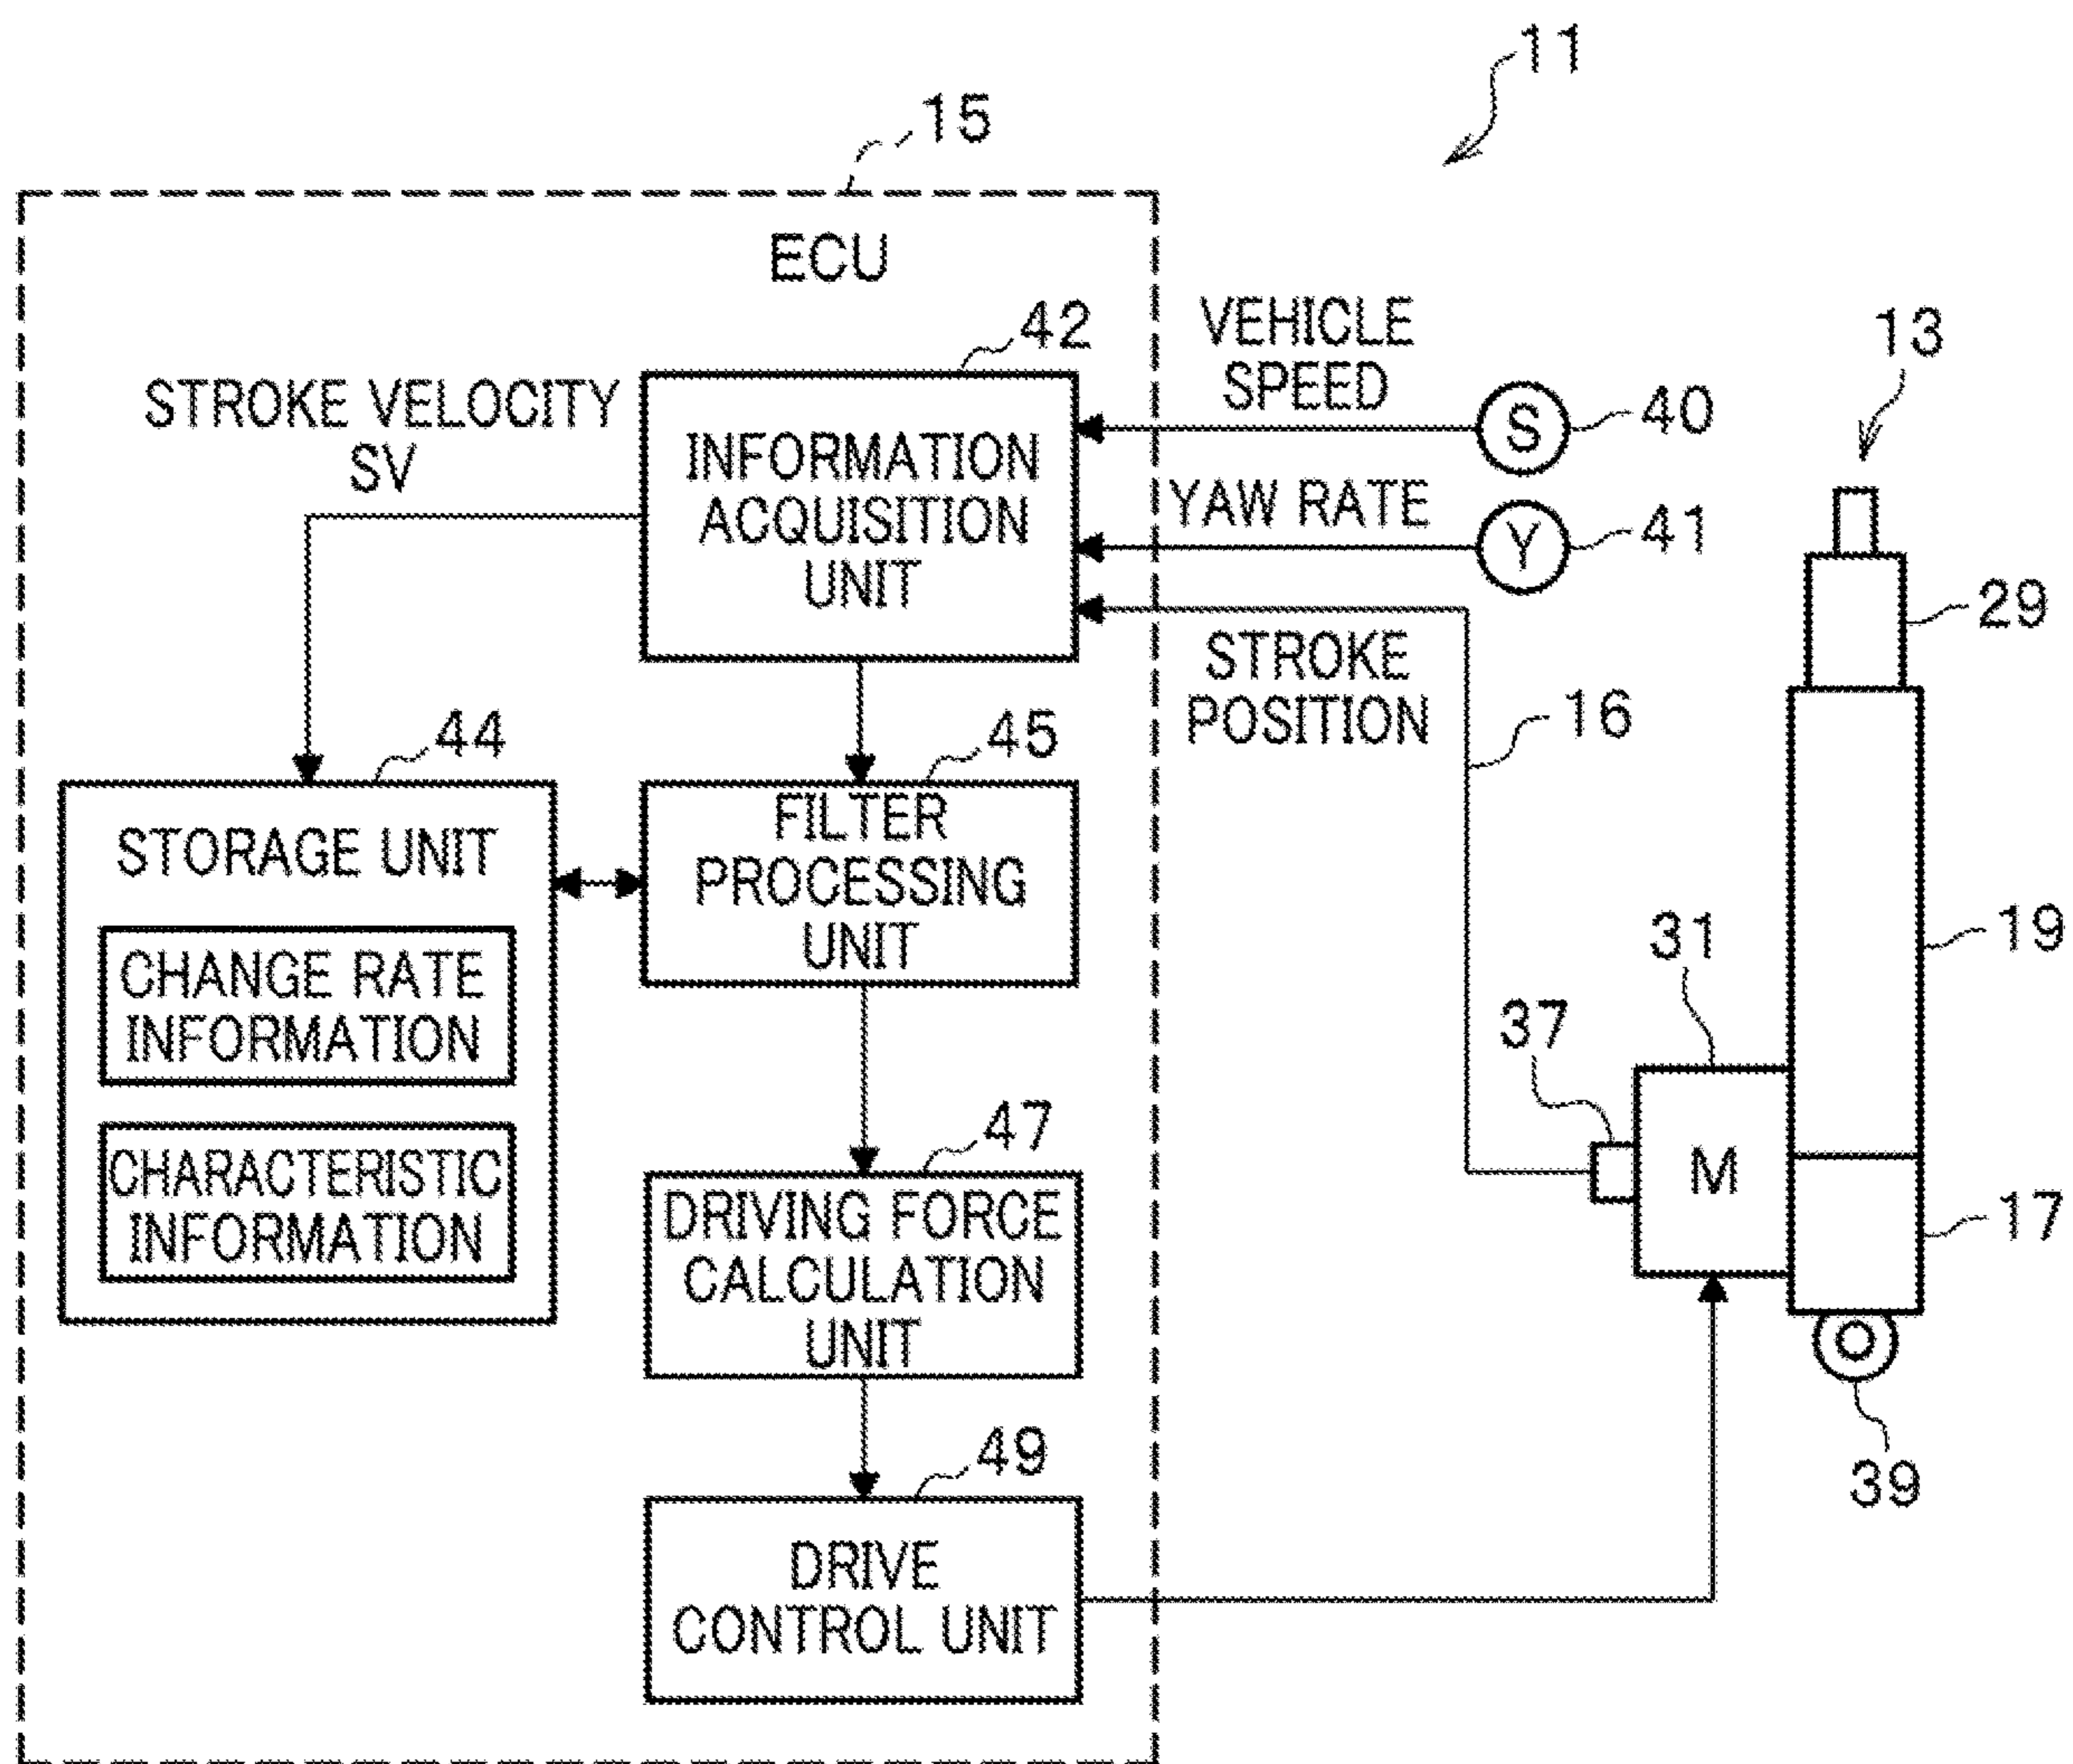 11
15
ECU
42
VEHICLE
SPEED
13
STROKE VELOCITY
SV
INFORMATION
ACQUISITION
UNIT
S
40
YAW RATE
Y
41
29
STROKE
POSITION
16
44
45
STORAGE UNIT
FILTER
PROCESSING
UNIT
CHANGE RATE
INFORMATION
31
19
37
CHARACTERISTIC
INFORMATION
47
DRIVING FORCE
CALCULATION
UNIT
M
17
49
39
DRIVE
CONTROL UNIT